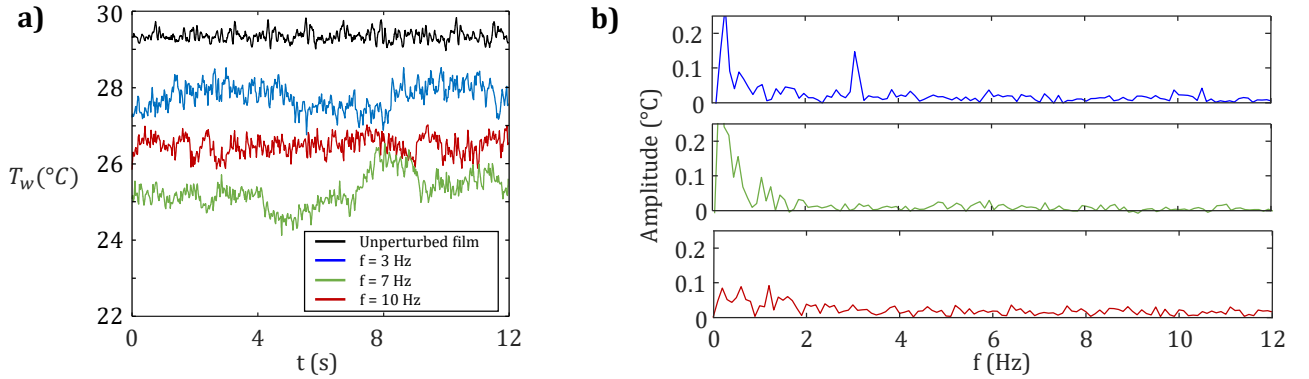 a)
30
28
26
24
22
T_w(°C)
0
4
8
12
t (s)
Unperturbed film
f = 3 Hz
f = 7 Hz
f = 10 Hz
b)
Amplitude (°C)
0.2
0.1
0
0.2
0.1
0
0.2
0.1
0
0
2
4
6
8
10
12
f (Hz)